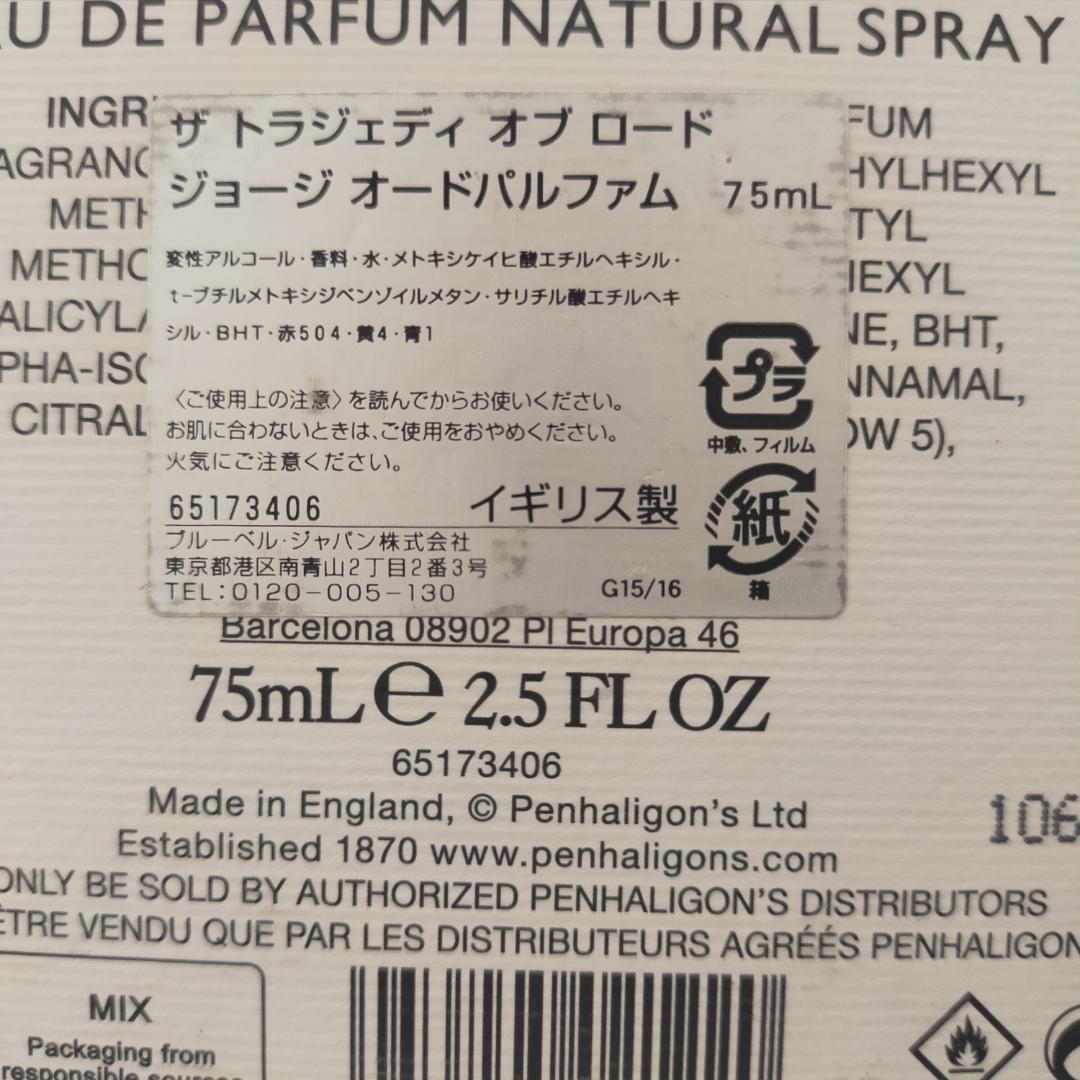 DE PARFUM NATURAL SPRAY
ザ トラジェディ オブ ロード
ジョージ オードパルファム 75mL
変性アルコール・香料・水・メトキシケイヒ酸エチルヘキシル・
t-ブチルメトキシジベンゾイルメタン・サリチル酸エチルヘキ
シル・BHT・赤504・黄4・青1
〈ご使用上の注意〉を読んでからお使いください。
お肌に合わないときは、ご使用をおやめください。
火気にご注意ください。
65173406 イギリス製
ブルーベル・ジャパン株式会社
東京都港区南青山2丁目2番3号
TEL:0120-005-130 G15/16
プラ
中敷、フィルム
紙
箱
HYLHEXYL
NE, BHT,
NNAMAL,
OW 5),
CITRAL
Barcelona 08902 Pl Europa 46
75mL e 2.5 FL OZ
65173406
Made in England, © Penhaligon's Ltd
106
Established 1870 www.penhaligons.com
ONLY BE SOLD BY AUTHORIZED PENHALIGON'S DISTRIBUTORS
ÊTRE VENDU QUE PAR LES DISTRIBUTEURS AGRÉÉS PENHALIGON
MIX
Packaging from
responsible